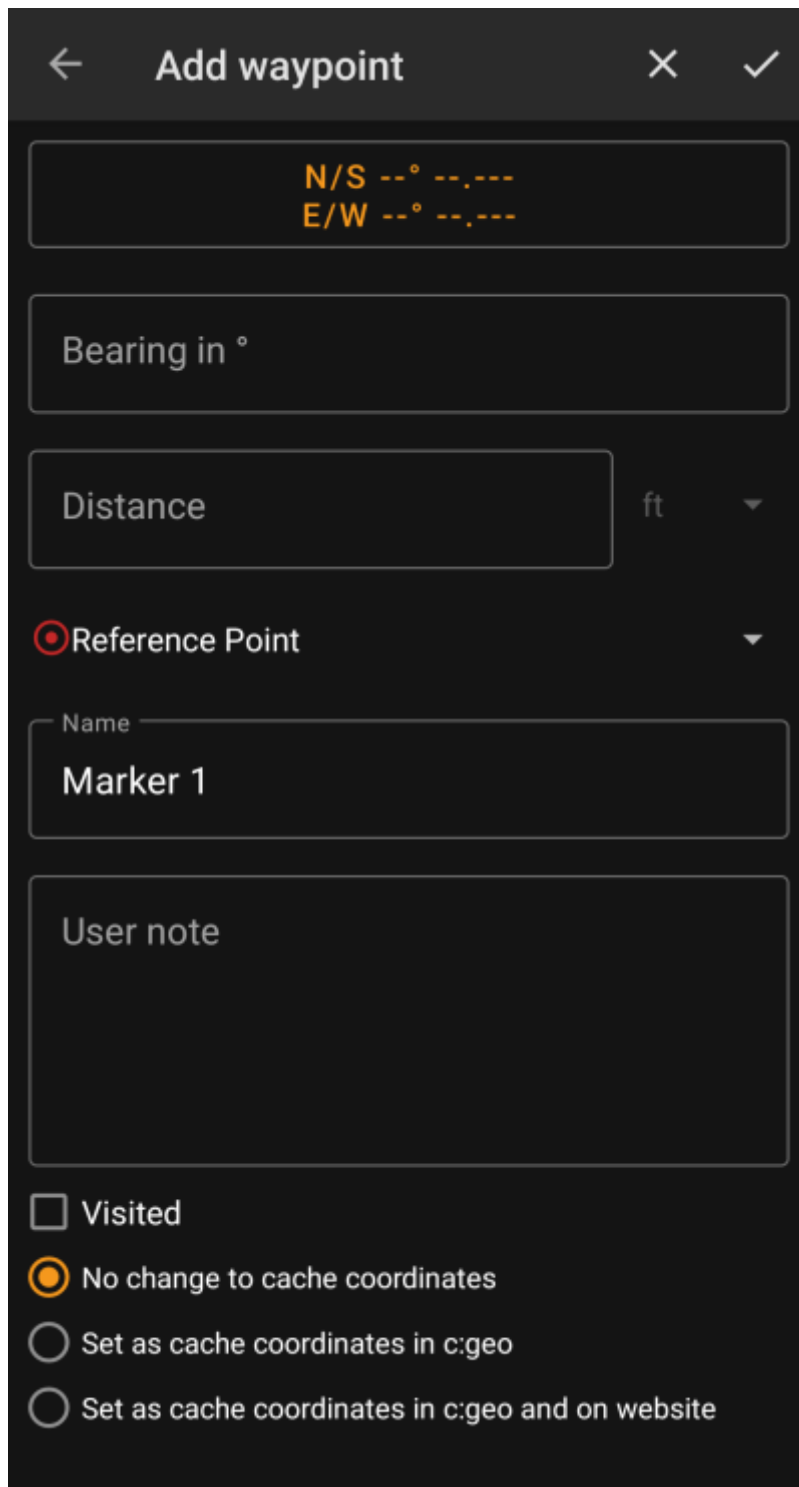 Add waypoint
N/S --° --.---
E/W --° --.---
Bearing in °
Distance
ft
Reference Point
Name
Marker 1
User note
Visited
No change to cache coordinates
Set as cache coordinates in c:geo
Set as cache coordinates in c:geo and on website